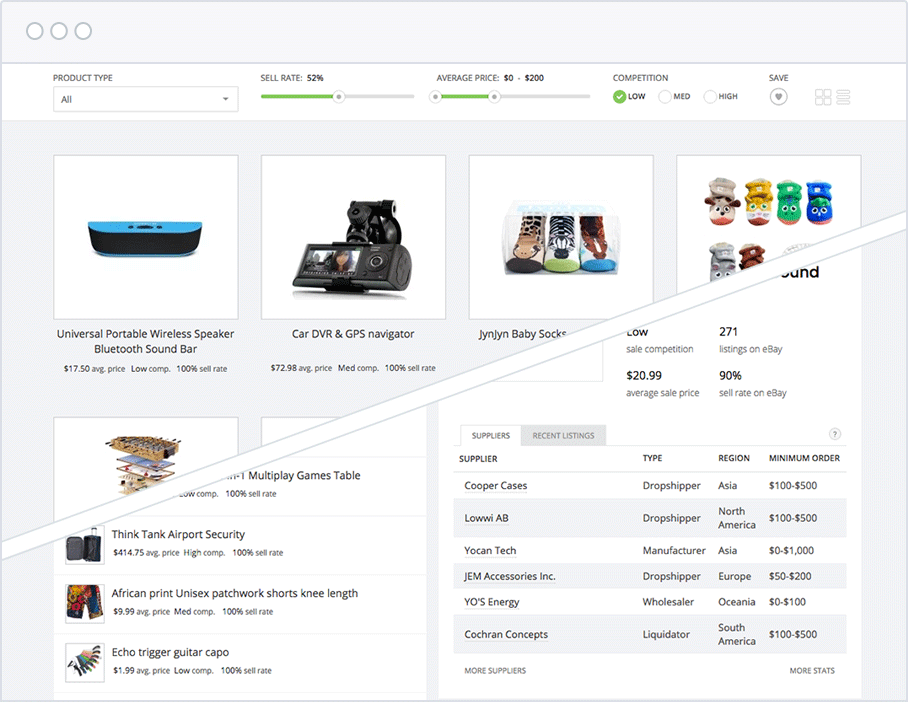 PRODUCT TYPE
All
SELL RATE: 52%
AVERAGE PRICE: $0 - $200
COMPETITION
LOW MED HIGH
SAVE
Universal Portable Wireless Speaker
Bluetooth Sound Bar
$17.50 avg. price Low comp. 100% sell rate
Car DVR & GPS navigator
$72.98 avg. price Med comp. 100% sell rate
JynJyn Baby Socks
Low
sale competition
271
listings on eBay
$20.99
average sale price
90%
sell rate on eBay
Multiplay Games Table
Low comp. 100% sell rate
Think Tank Airport Security
$414.75 avg. price High comp. 100% sell rate
African print Unisex patchwork shorts knee length
$9.99 avg. price Med comp. 100% sell rate
Echo trigger guitar capo
$1.99 avg. price Low comp. 100% sell rate
SUPPLIERS RECENT LISTINGS ?
SUPPLIER TYPE REGION MINIMUM ORDER
Cooper Cases Dropshipper Asia $100-$500
Lowwi AB Dropshipper North America $100-$500
Yocan Tech Manufacturer Asia $0-$1,000
JEM Accessories Inc. Dropshipper Europe $50-$200
YO'S Energy Wholesaler Oceania $0-$100
Cochran Concepts Liquidator South America $100-$500
MORE SUPPLIERS MORE STATS